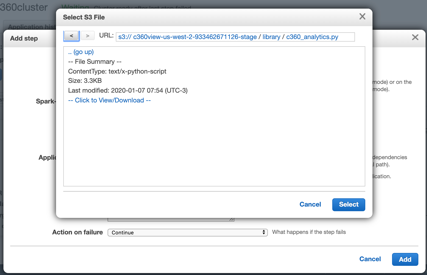 360cluster
Add step
Select S3 File
URL: s3:// c360view-us-west-2-933462671126-stage / library / c360_analytics.py
.. (go up)
-- File Summary --
ContentType: text/x-python-script
Size: 3.3KB
Last modified: 2020-01-07 07:54 (UTC-3)
-- Click to View/Download --
Cancel
Select
mode) or on the
mode).
Spark-
Applic
dependencies
path).
ication.
Action on failure
Continue
What happens if the step fails
Cancel
Add